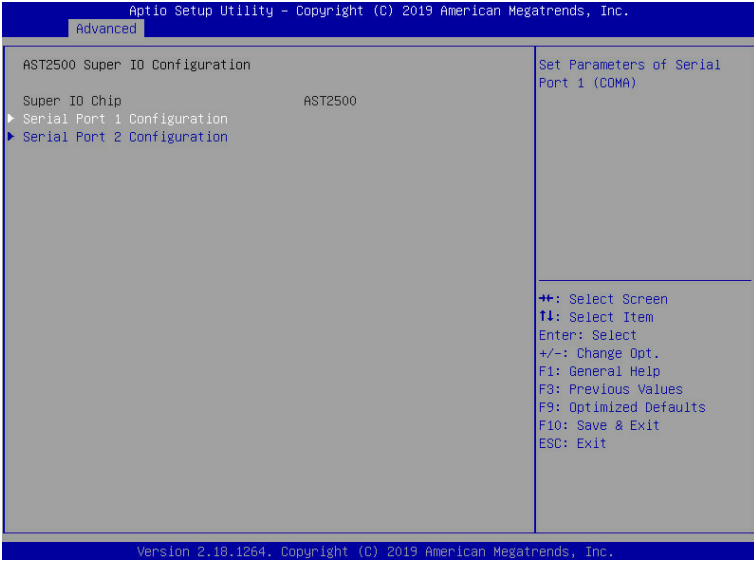 Aptio Setup Utility – Copyright (C) 2019 American Megatrends, Inc.
Advanced
AST2500 Super IO Configuration
Super IO Chip AST2500
Serial Port 1 Configuration
Serial Port 2 Configuration
Set Parameters of Serial
Port 1 (COMA)
→←: Select Screen
↑↓: Select Item
Enter: Select
+/-: Change Opt.
F1: General Help
F3: Previous Values
F9: Optimized Defaults
F10: Save & Exit
ESC: Exit
Version 2.18.1264. Copyright (C) 2019 American Megatrends, Inc.